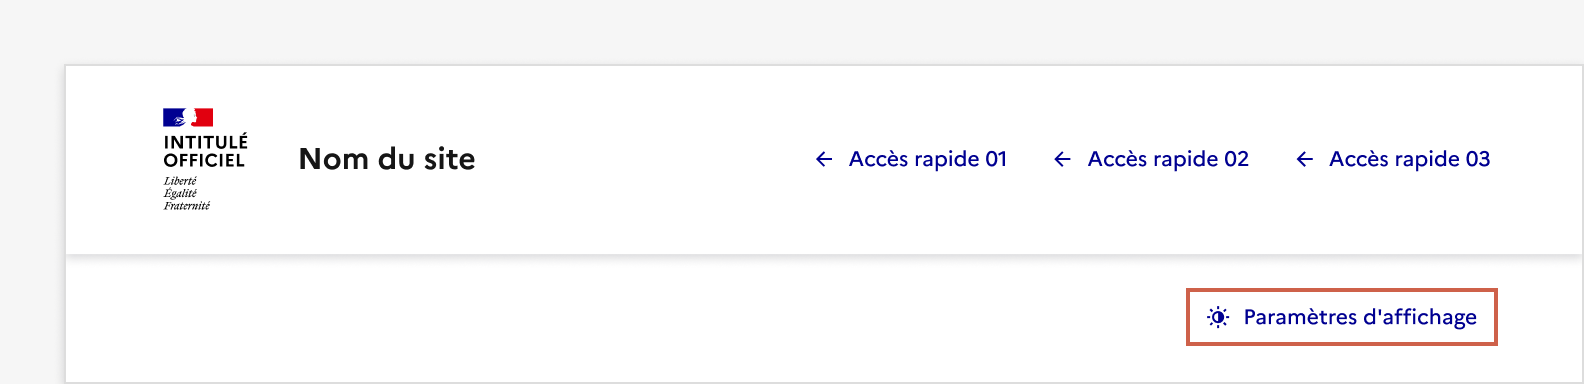 INTITULÉ
OFFICIEL
Liberté
Égalité
Fraternité
Nom du site
Accès rapide 01
Accès rapide 02
Accès rapide 03
Paramètres d'affichage